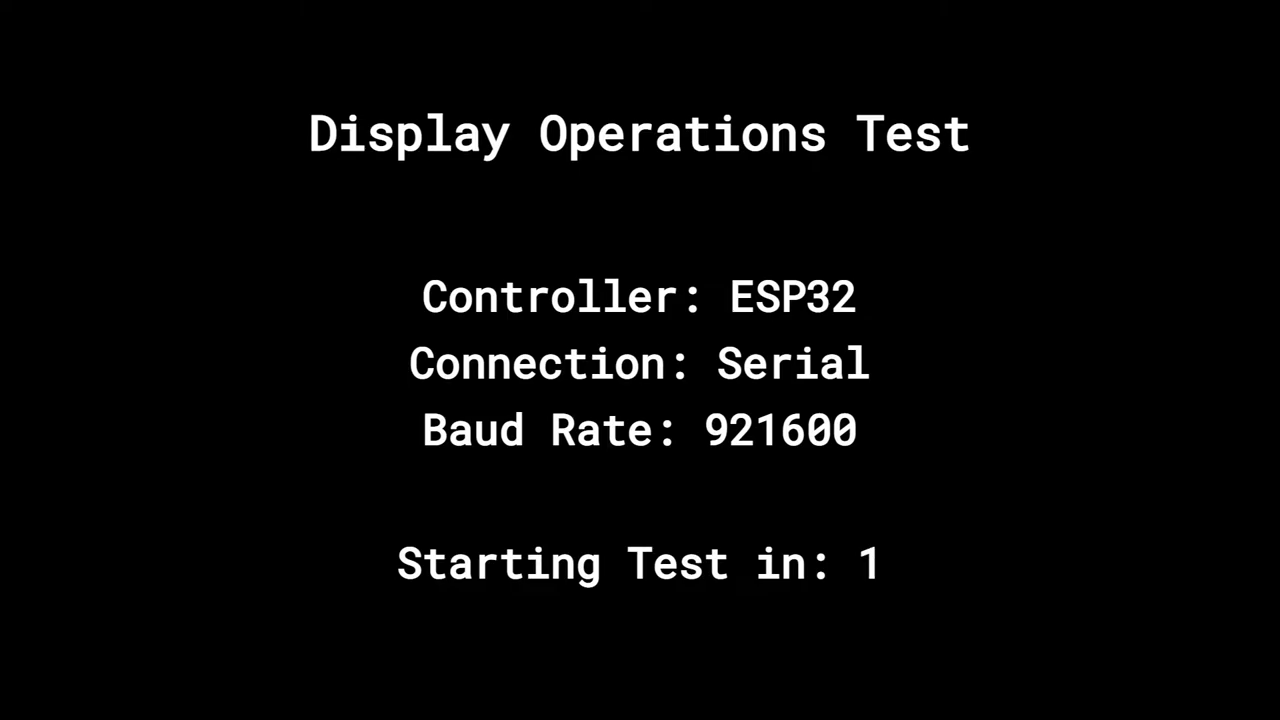 Display Operations Test
Controller: ESP32
Connection: Serial
Baud Rate: 921600
Starting Test in: 1